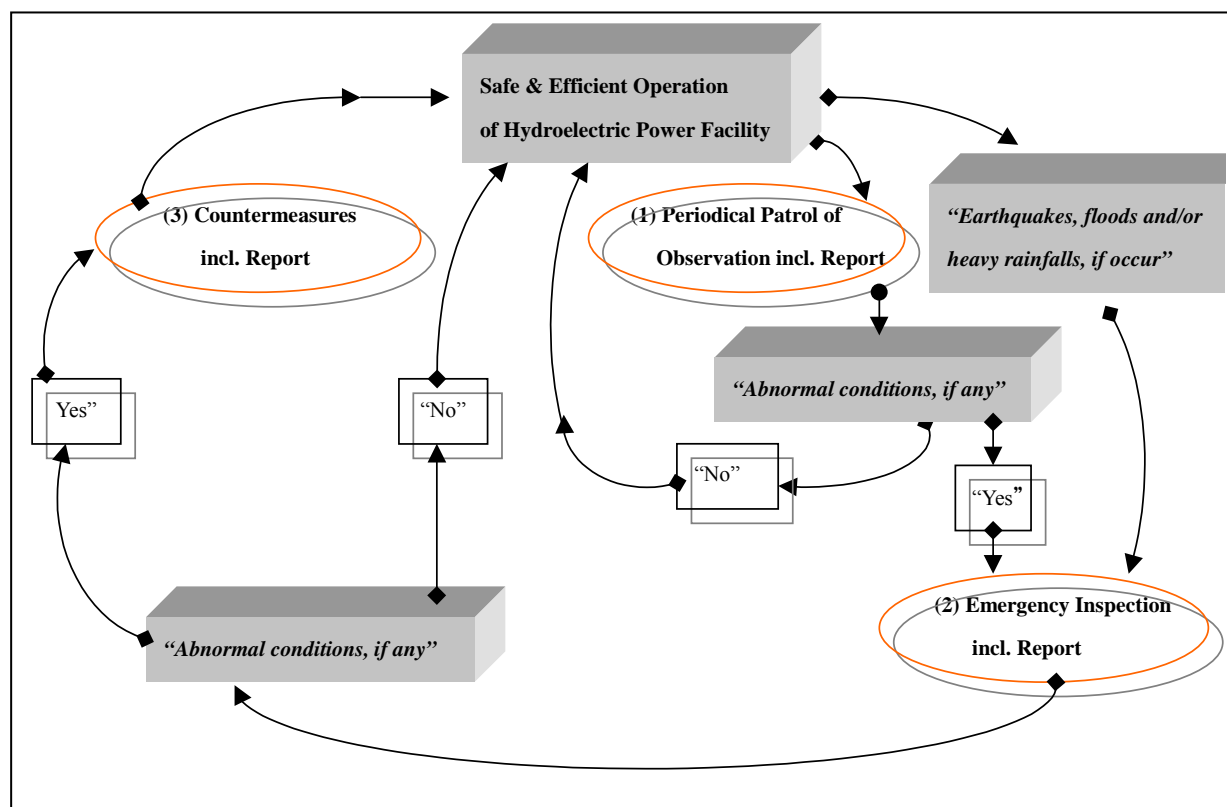 Safe & Efficient Operation
of Hydroelectric Power Facility
(3) Countermeasures
incl. Report
(1) Periodical Patrol of
Observation incl. Report
“Earthquakes, floods and/or
heavy rainfalls, if occur”
“Abnormal conditions, if any”
Yes”
“No”
“No”
“Yes”
(2) Emergency Inspection
incl. Report
“Abnormal conditions, if any”